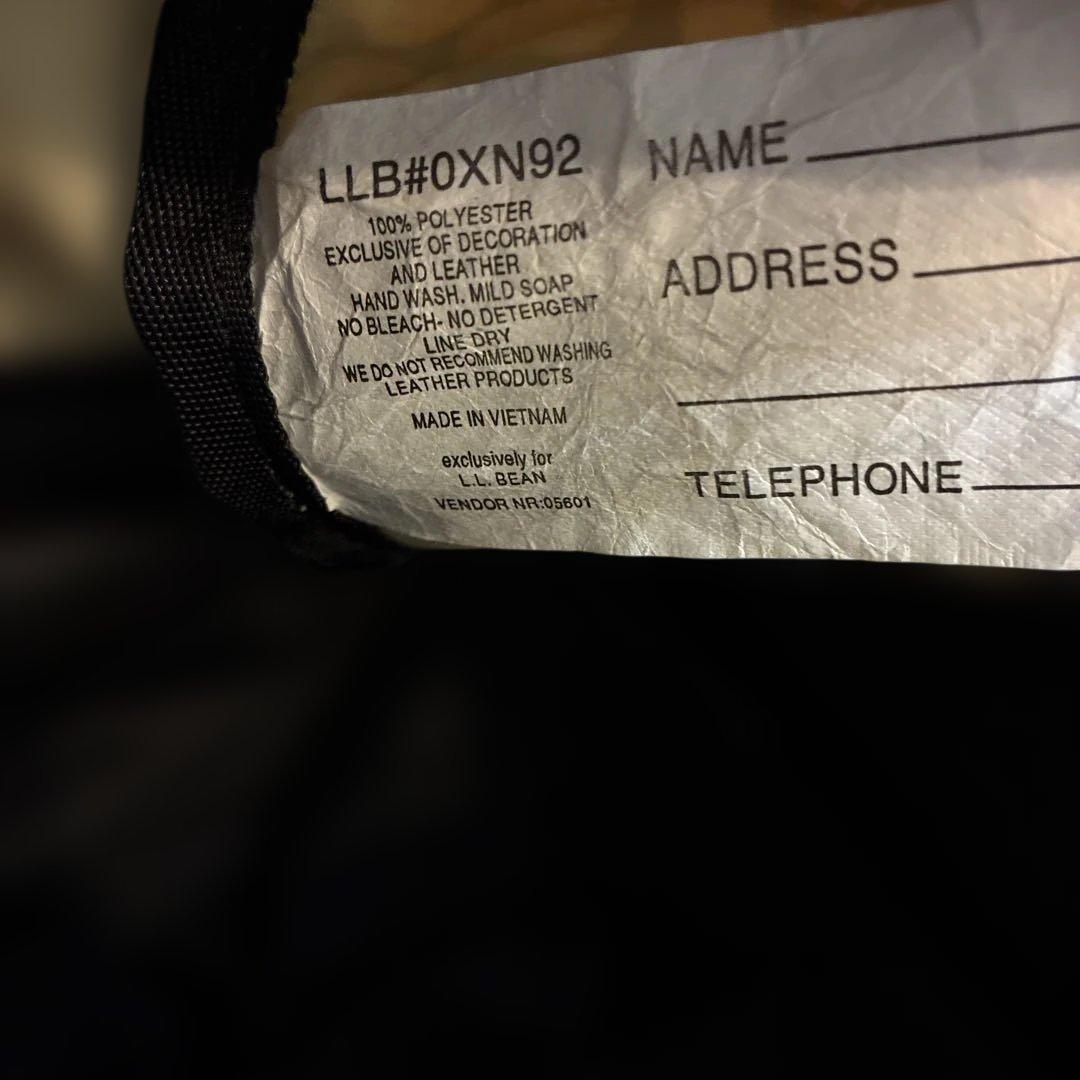 LLB#0XN92
100% POLYESTER
EXCLUSIVE OF DECORATION
AND LEATHER
HAND WASH. MILD SOAP
NO BLEACH- NO DETERGENT
LINE DRY
WE DO NOT RECOMMEND WASHING
LEATHER PRODUCTS
MADE IN VIETNAM
exclusively for
L.L. BEAN
VENDOR NR:05601
NAME
ADDRESS
TELEPHONE